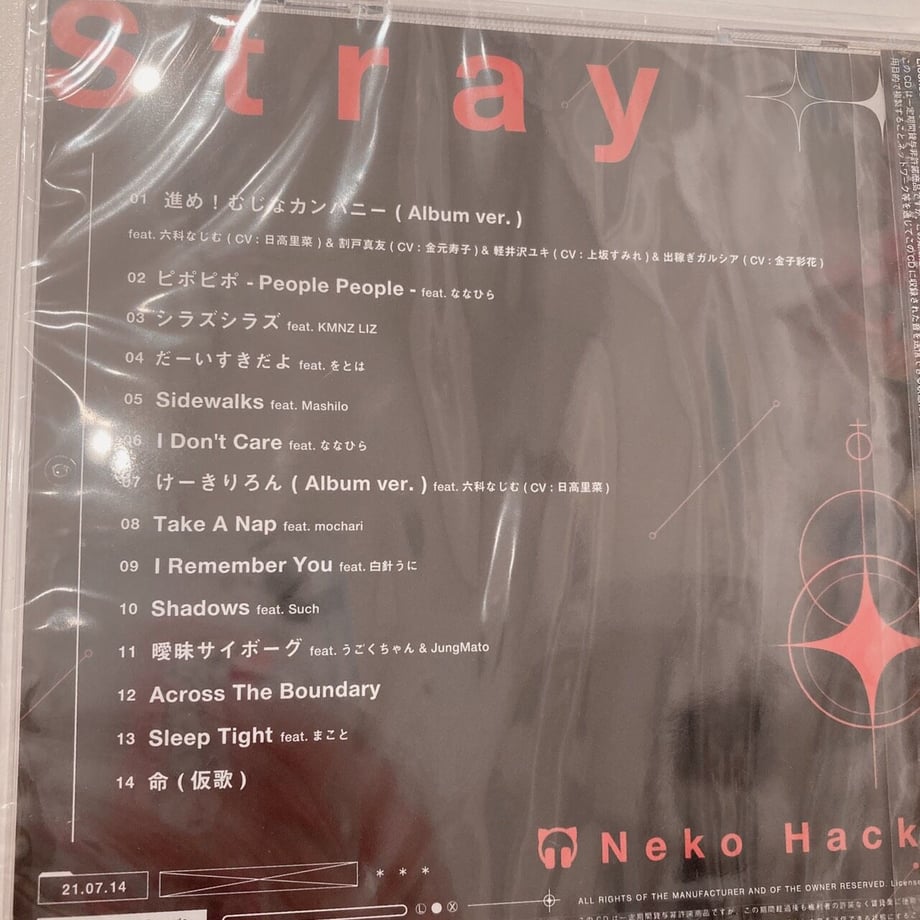 Stray
01 進め！むじなカンパニー ( Album ver. )
feat. 六科なじむ ( CV : 日高里菜 ) & 割戸真友 ( CV : 金元寿子 ) & 軽井沢ユキ ( CV : 上坂すみれ ) & 出稼ぎガルシア ( CV : 金子彩花 )
02 ピポピポ - People People - feat. ななひら
03 シラズシラズ feat. KMNZ LIZ
04 だーいすきだよ feat. をとは
05 Sidewalks feat. Mashilo
06 I Don't Care feat. ななひら
07 けーきりろん ( Album ver. ) feat. 六科なじむ ( CV : 日高里菜 )
08 Take A Nap feat. mochari
09 I Remember You feat. 白針うに
10 Shadows feat. Such
11 曖昧サイボーグ feat. うごくちゃん & JungMato
12 Across The Boundary
13 Sleep Tight feat. まこと
14 命 ( 仮歌 )
Neko Hack
21.07.14
* * *
ALL RIGHTS OF THE MANUFACTURER AND OF THE OWNER RESERVED.